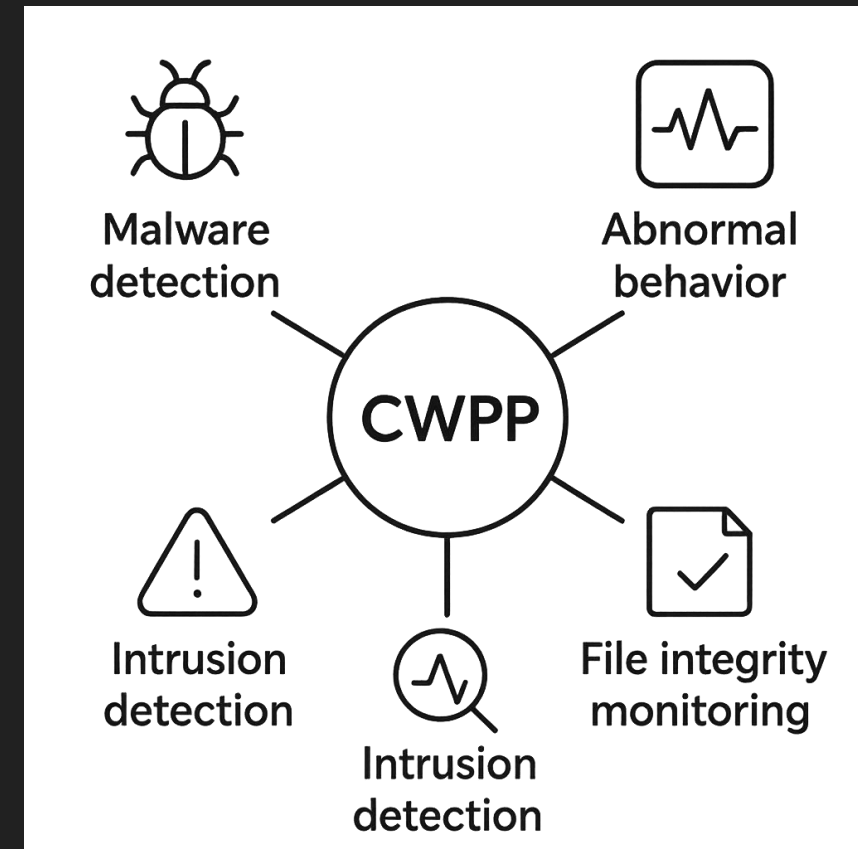 Malware
detection
Abnormal
behavior
CWPP
Intrusion
detection
Intrusion
detection
File integrity
monitoring